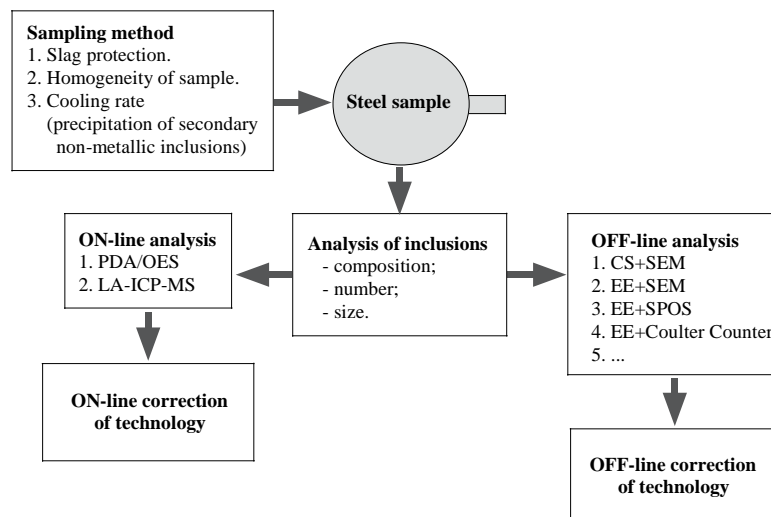 Sampling method
1. Slag protection.
2. Homogeneity of sample.
3. Cooling rate
(precipitation of secondary
non-metallic inclusions)
Steel sample
ON-line analysis
1. PDA/OES
2. LA-ICP-MS
Analysis of inclusions
- composition;
- number;
- size.
OFF-line analysis
1. CS+SEM
2. EE+SEM
3. EE+SPOS
4. EE+Coulter Counter
5. ...
ON-line correction
of technology
OFF-line correction
of technology